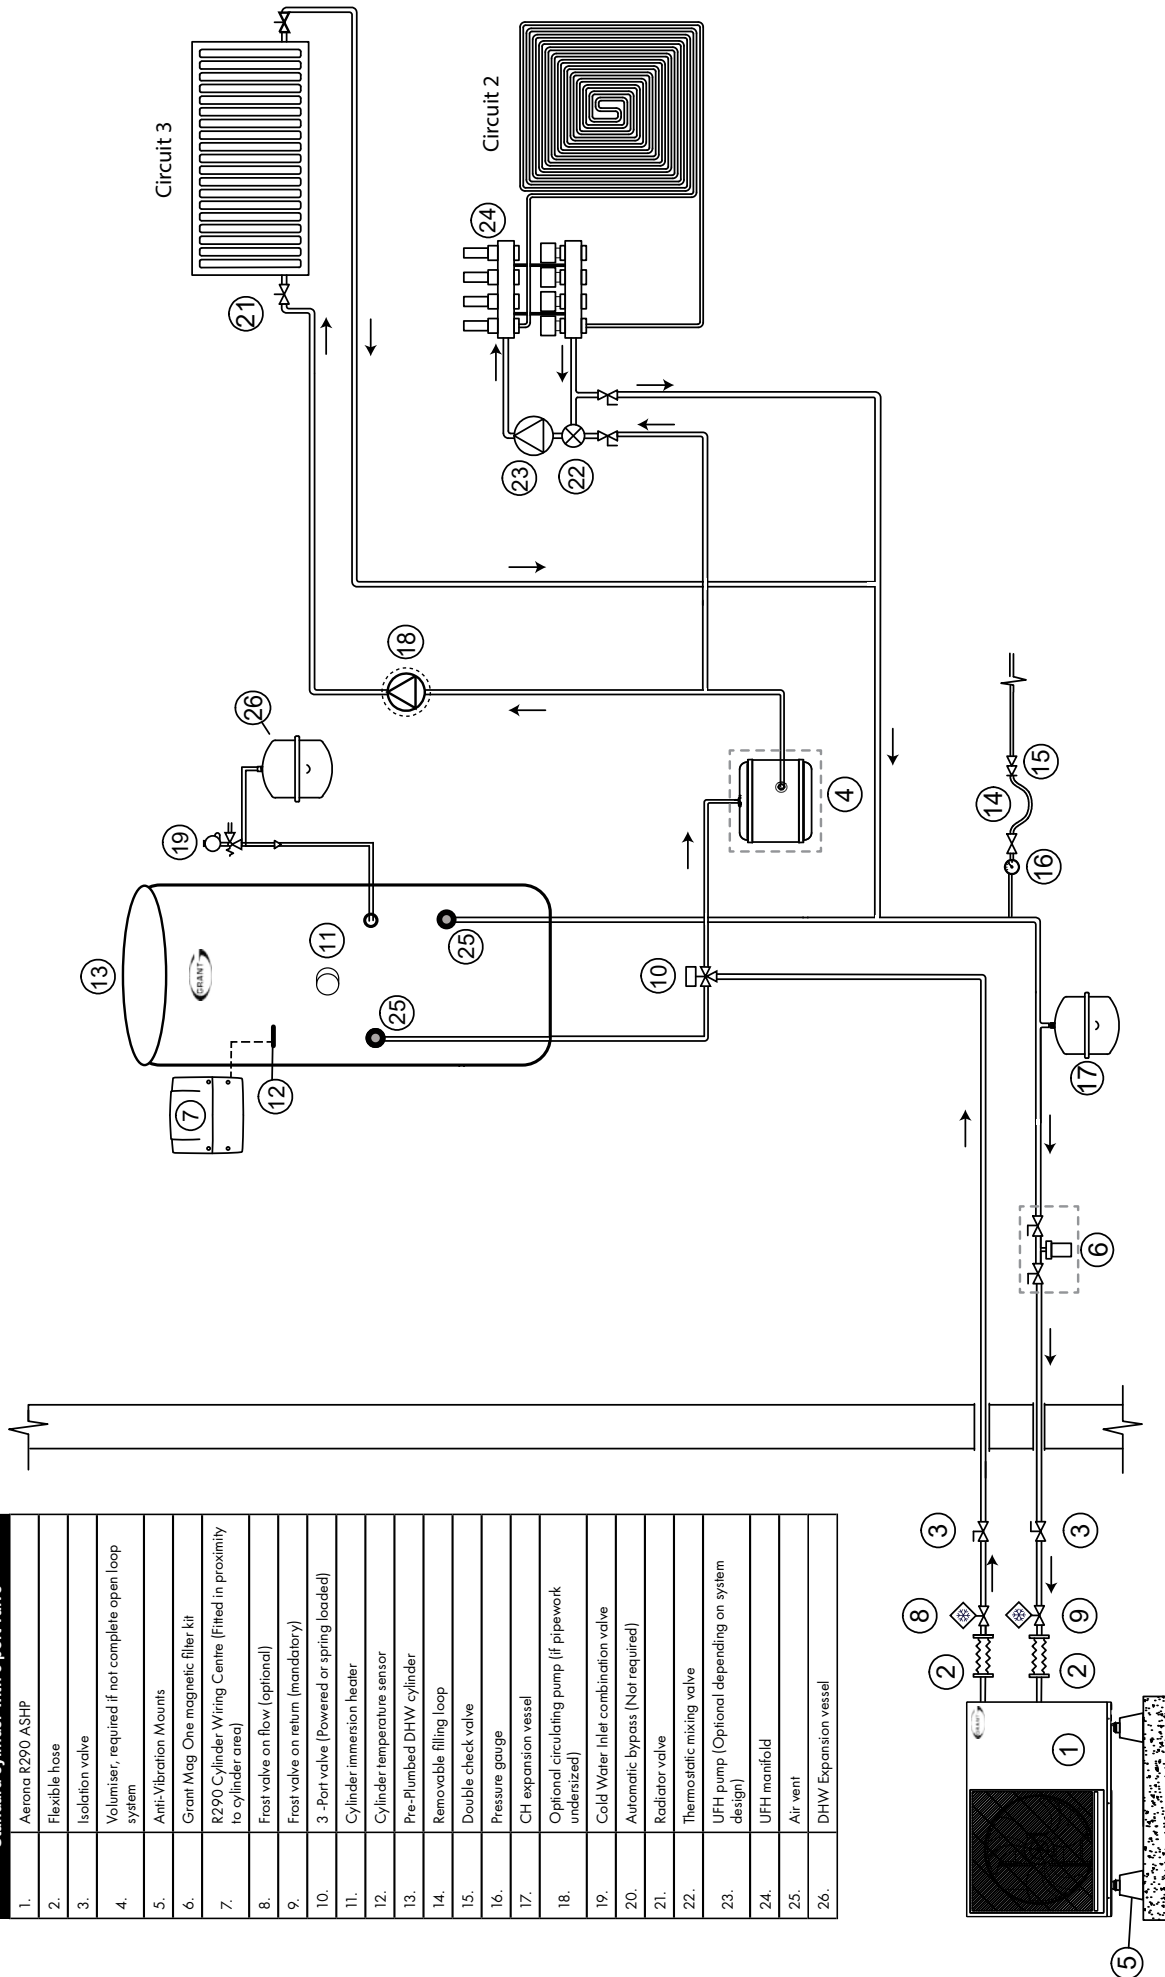 1. Aerona R290 ASHP
2. Flexible hose
3. Isolation valve
4. Volumiser, required if not complete open loop
system
5. Anti-Vibration Mounts
6. Grant Mag One magnetic filter kit
7. R290 Cylinder Wiring Centre (Fitted in proximity
to cylinder area)
8. Frost valve on flow (optional)
9. Frost valve on return (mandatory)
10. 3 -Port valve (Powered or spring loaded)
11. Cylinder immersion heater
12. Cylinder temperature sensor
13. Pre-Plumbed DHW cylinder
14. Removable filling loop
15. Double check valve
16. Pressure gauge
17. CH expansion vessel
18. Optional circulating pump (if pipework
undersized)
19. Cold Water Inlet combination valve
20. Automatic bypass (Not required)
21. Radiator valve
22. Thermostatic mixing valve
23. UFH pump (Optional depending on system
design)
24. UFH manifold
25. Air vent
26. DHW Expansion vessel
Circuit 3
Circuit 2
21
24
23
22
18
26
19
13
GRANT
11
25
25
7
12
10
4
14
15
16
17
6
3
3
8
9
2
2
GRANT
1
5